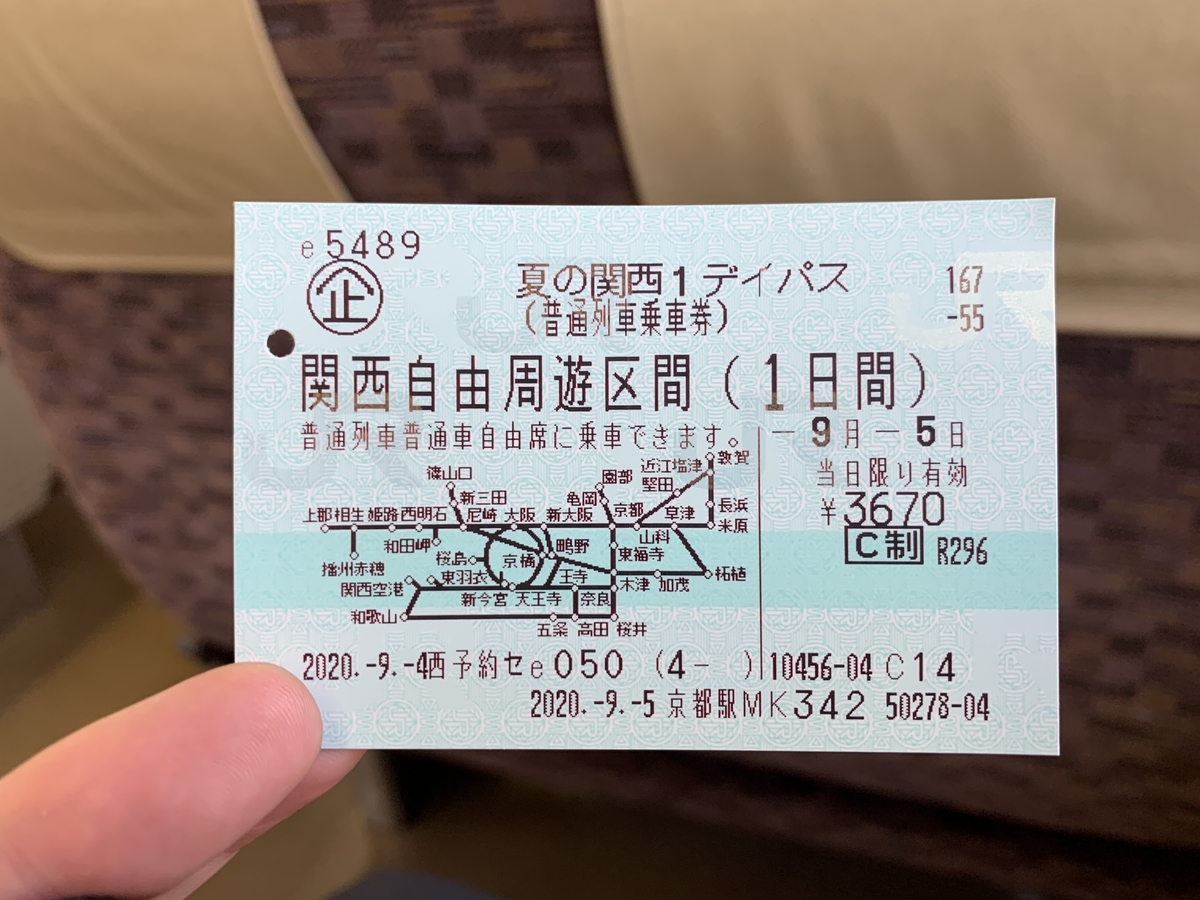 e5489
企
夏の関西1デイパス
167
(普通列車乗車券)
-55
関西自由周遊区間(1日間)
普通列車普通車自由席に乗車できます。
-9月-5日
当日限り有効
¥3670
C制 R296
敦賀
近江塩津
篠山口
園部
堅田
新三田
亀岡
長浜
上郡 相生 姫路 西明石 尼崎 大阪 新大阪 京都 草津
米原
和田岬
鴫野
山科
桜島
京橋
東福寺
播州赤穂
東羽衣
王寺
柘植
関西空港
木津 加茂
新今宮 天王寺 奈良
和歌山
五条 高田 桜井
2020.-9.-4西予約セe050 (4- ) 10456-04 C14
2020.-9.-5 京都駅MK342 50278-04